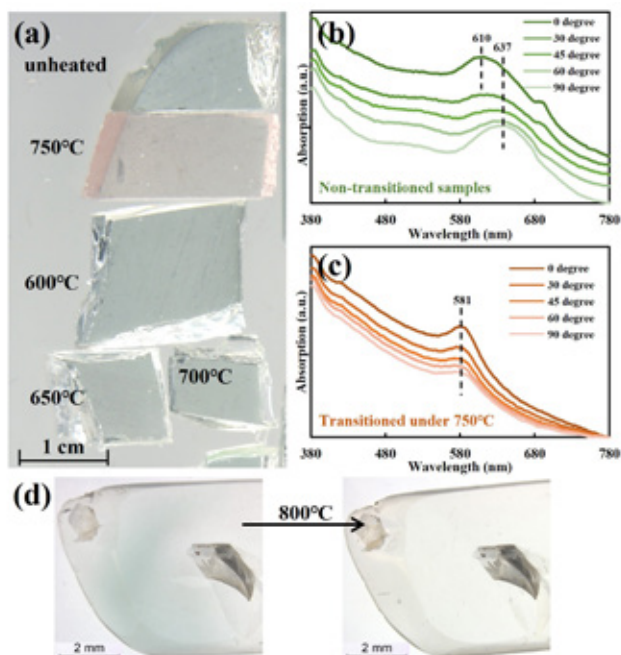 (a)
unheated
750°C
600°C
650°C
700°C
1 cm
(b)
610
637
0 degree
30 degree
45 degree
60 degree
90 degree
Absorption (a.u.)
Non-transitioned samples
380 480 580 680 780
Wavelength (nm)
(c)
581
0 degree
30 degree
45 degree
60 degree
90 degree
Absorption (a.u.)
Transitioned under 750°C
380 480 580 680 780
Wavelength (nm)
(d)
800°C
2 mm
2 mm